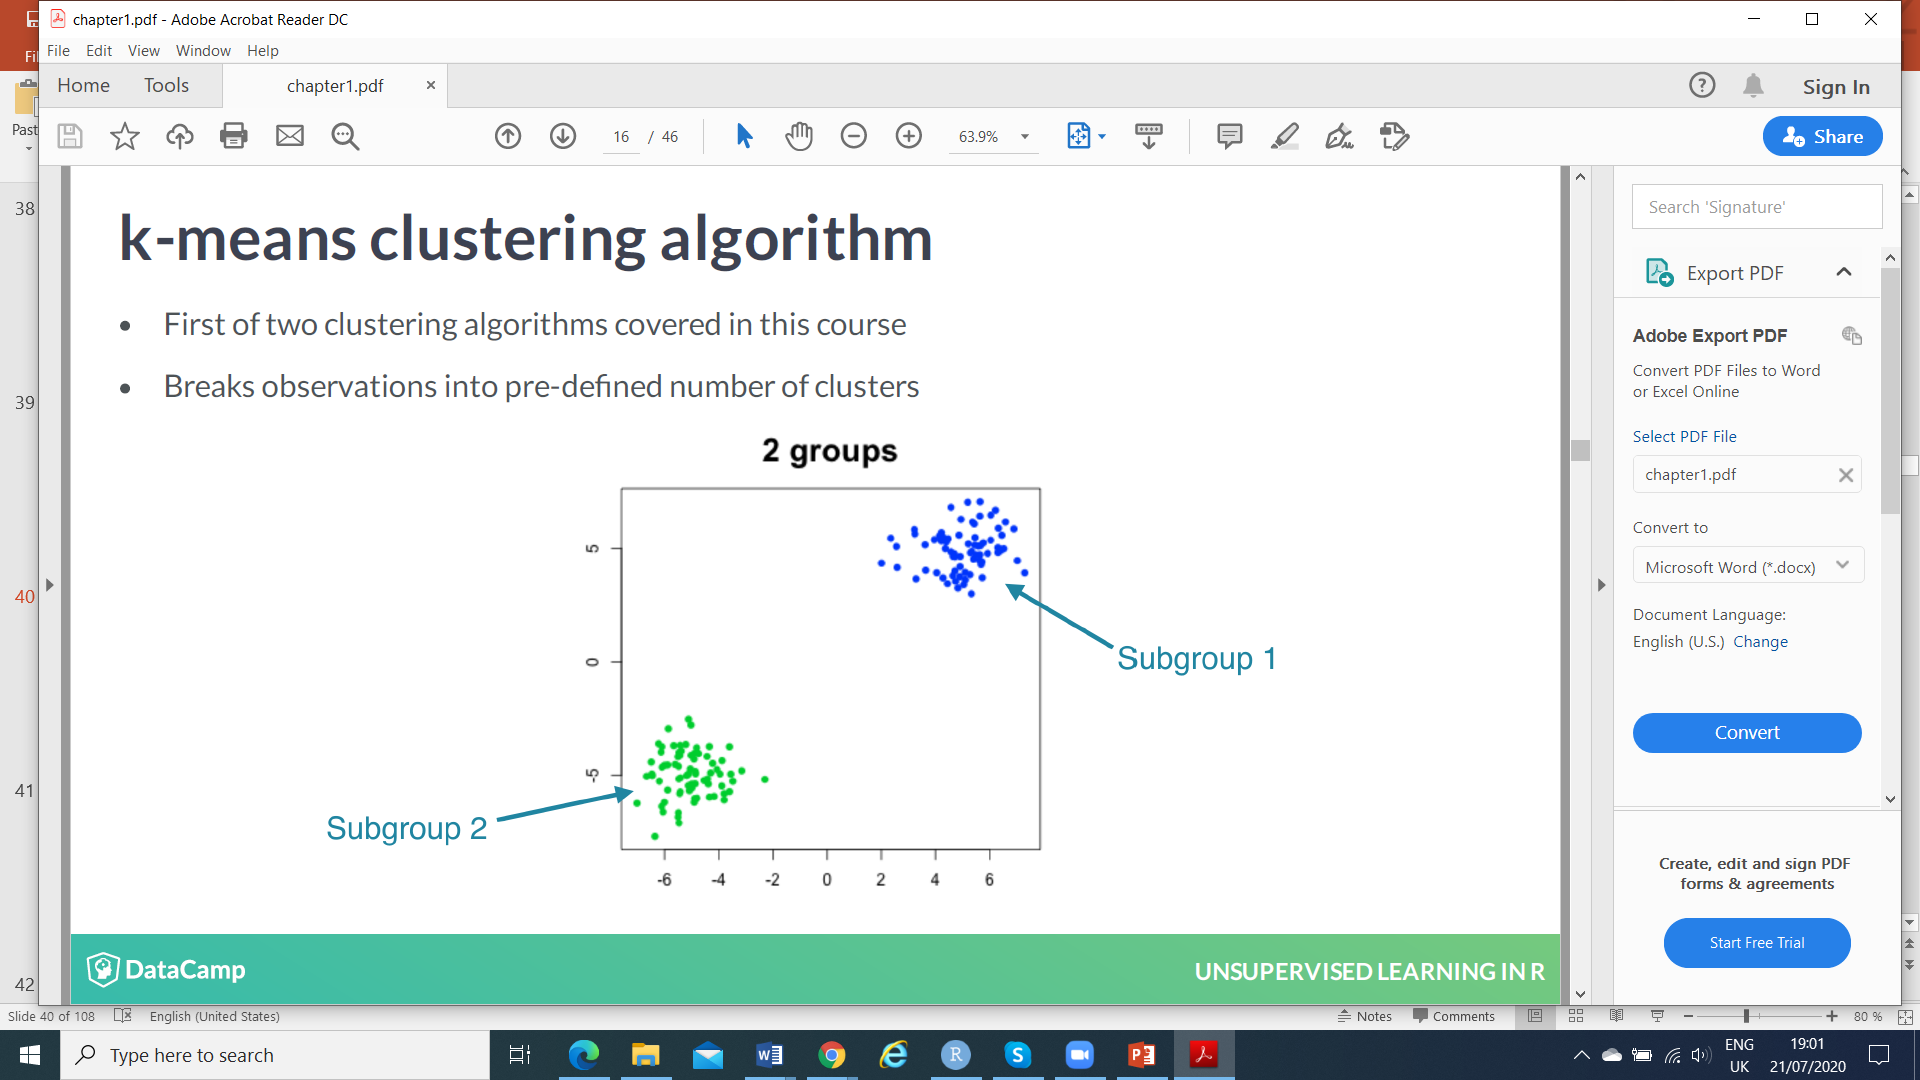 chapter1.pdf - Adobe Acrobat Reader DC
File Edit View Window Help
Home Tools chapter1.pdf Sign In
16 / 46 63.9% Share
Past
38
39
40
41
42
k-means clustering algorithm
• First of two clustering algorithms covered in this course
• Breaks observations into pre-defined number of clusters
2 groups
5
0
-5
-6 -4 -2 0 2 4 6
Subgroup 1
Subgroup 2
DataCamp
UNSUPERVISED LEARNING IN R
Search 'Signature'
Export PDF
Adobe Export PDF
Convert PDF Files to Word
or Excel Online
Select PDF File
chapter1.pdf
Convert to
Microsoft Word (*.docx)
Document Language:
English (U.S.) Change
Convert
Create, edit and sign PDF
forms & agreements
Start Free Trial
Slide 40 of 108 English (United States) Notes Comments 80 %
Type here to search
ENG
UK
19:01
21/07/2020